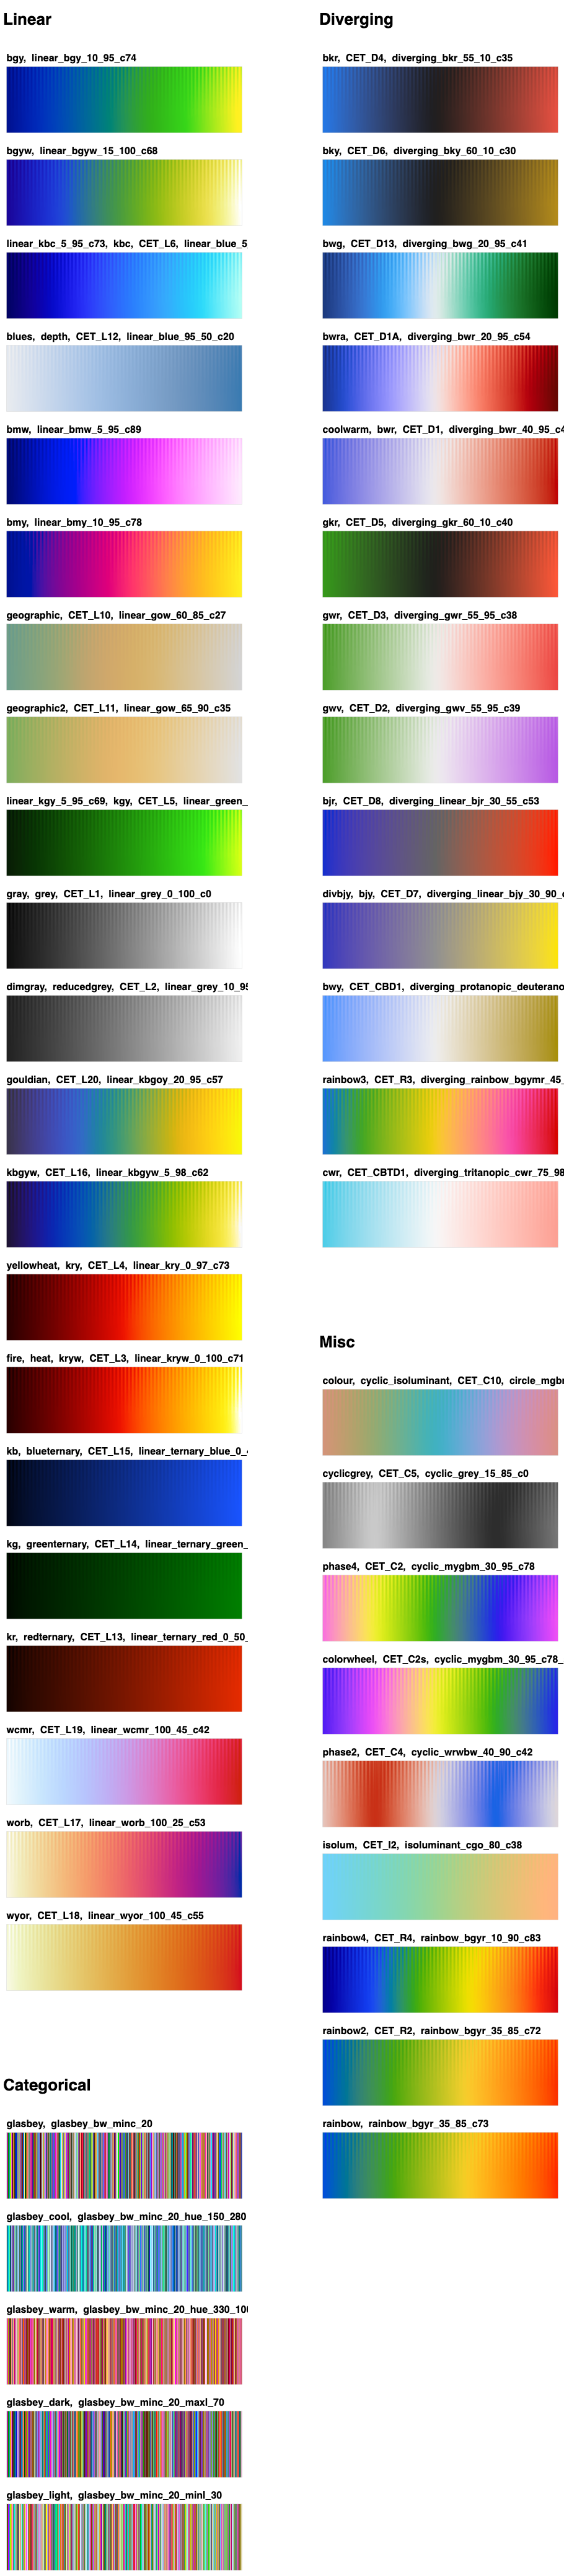 Linear
bgy, linear_bgy_10_95_c74
bgyw, linear_bgyw_15_100_c68
linear_kbc_5_95_c73, kbc, CET_L6, linear_blue_5
blues, depth, CET_L12, linear_blue_95_50_c20
bmw, linear_bmw_5_95_c89
bmy, linear_bmy_10_95_c78
geographic, CET_L10, linear_gow_60_85_c27
geographic2, CET_L11, linear_gow_65_90_c35
linear_kgy_5_95_c69, kgy, CET_L5, linear_green_
gray, grey, CET_L1, linear_grey_0_100_c0
dimgray, reducedgrey, CET_L2, linear_grey_10_95
gouldian, CET_L20, linear_kbgoy_20_95_c57
kbgyw, CET_L16, linear_kbgyw_5_98_c62
yellowheat, kry, CET_L4, linear_kry_0_97_c73
fire, heat, kryw, CET_L3, linear_kryw_0_100_c71
kb, blueternary, CET_L15, linear_ternary_blue_0_
kg, greenternary, CET_L14, linear_ternary_green_
kr, redternary, CET_L13, linear_ternary_red_0_50_
wcmr, CET_L19, linear_wcmr_100_45_c42
worb, CET_L17, linear_worb_100_25_c53
wyor, CET_L18, linear_wyor_100_45_c55
Categorical
glasbey, glasbey_bw_minc_20
glasbey_cool, glasbey_bw_minc_20_hue_150_280
glasbey_warm, glasbey_bw_minc_20_hue_330_100
glasbey_dark, glasbey_bw_minc_20_maxl_70
glasbey_light, glasbey_bw_minc_20_minl_30
Diverging
bkr, CET_D4, diverging_bkr_55_10_c35
bky, CET_D6, diverging_bky_60_10_c30
bwg, CET_D13, diverging_bwg_20_95_c41
bwra, CET_D1A, diverging_bwr_20_95_c54
coolwarm, bwr, CET_D1, diverging_bwr_40_95_c4
gkr, CET_D5, diverging_gkr_60_10_c40
gwr, CET_D3, diverging_gwr_55_95_c38
gwv, CET_D2, diverging_gwv_55_95_c39
bjr, CET_D8, diverging_linear_bjr_30_55_c53
divbjy, bjy, CET_D7, diverging_linear_bjy_30_90_
bwy, CET_CBD1, diverging_protanopic_deuterano
rainbow3, CET_R3, diverging_rainbow_bgymr_45_
cwr, CET_CBTD1, diverging_tritanopic_cwr_75_98
Misc
colour, cyclic_isoluminant, CET_C10, circle_mgbm
cyclicgrey, CET_C5, cyclic_grey_15_85_c0
phase4, CET_C2, cyclic_mygbm_30_95_c78
colorwheel, CET_C2s, cyclic_mygbm_30_95_c78_
phase2, CET_C4, cyclic_wrwbw_40_90_c42
isolum, CET_I2, isoluminant_cgo_80_c38
rainbow4, CET_R4, rainbow_bgyr_10_90_c83
rainbow2, CET_R2, rainbow_bgyr_35_85_c72
rainbow, rainbow_bgyr_35_85_c73